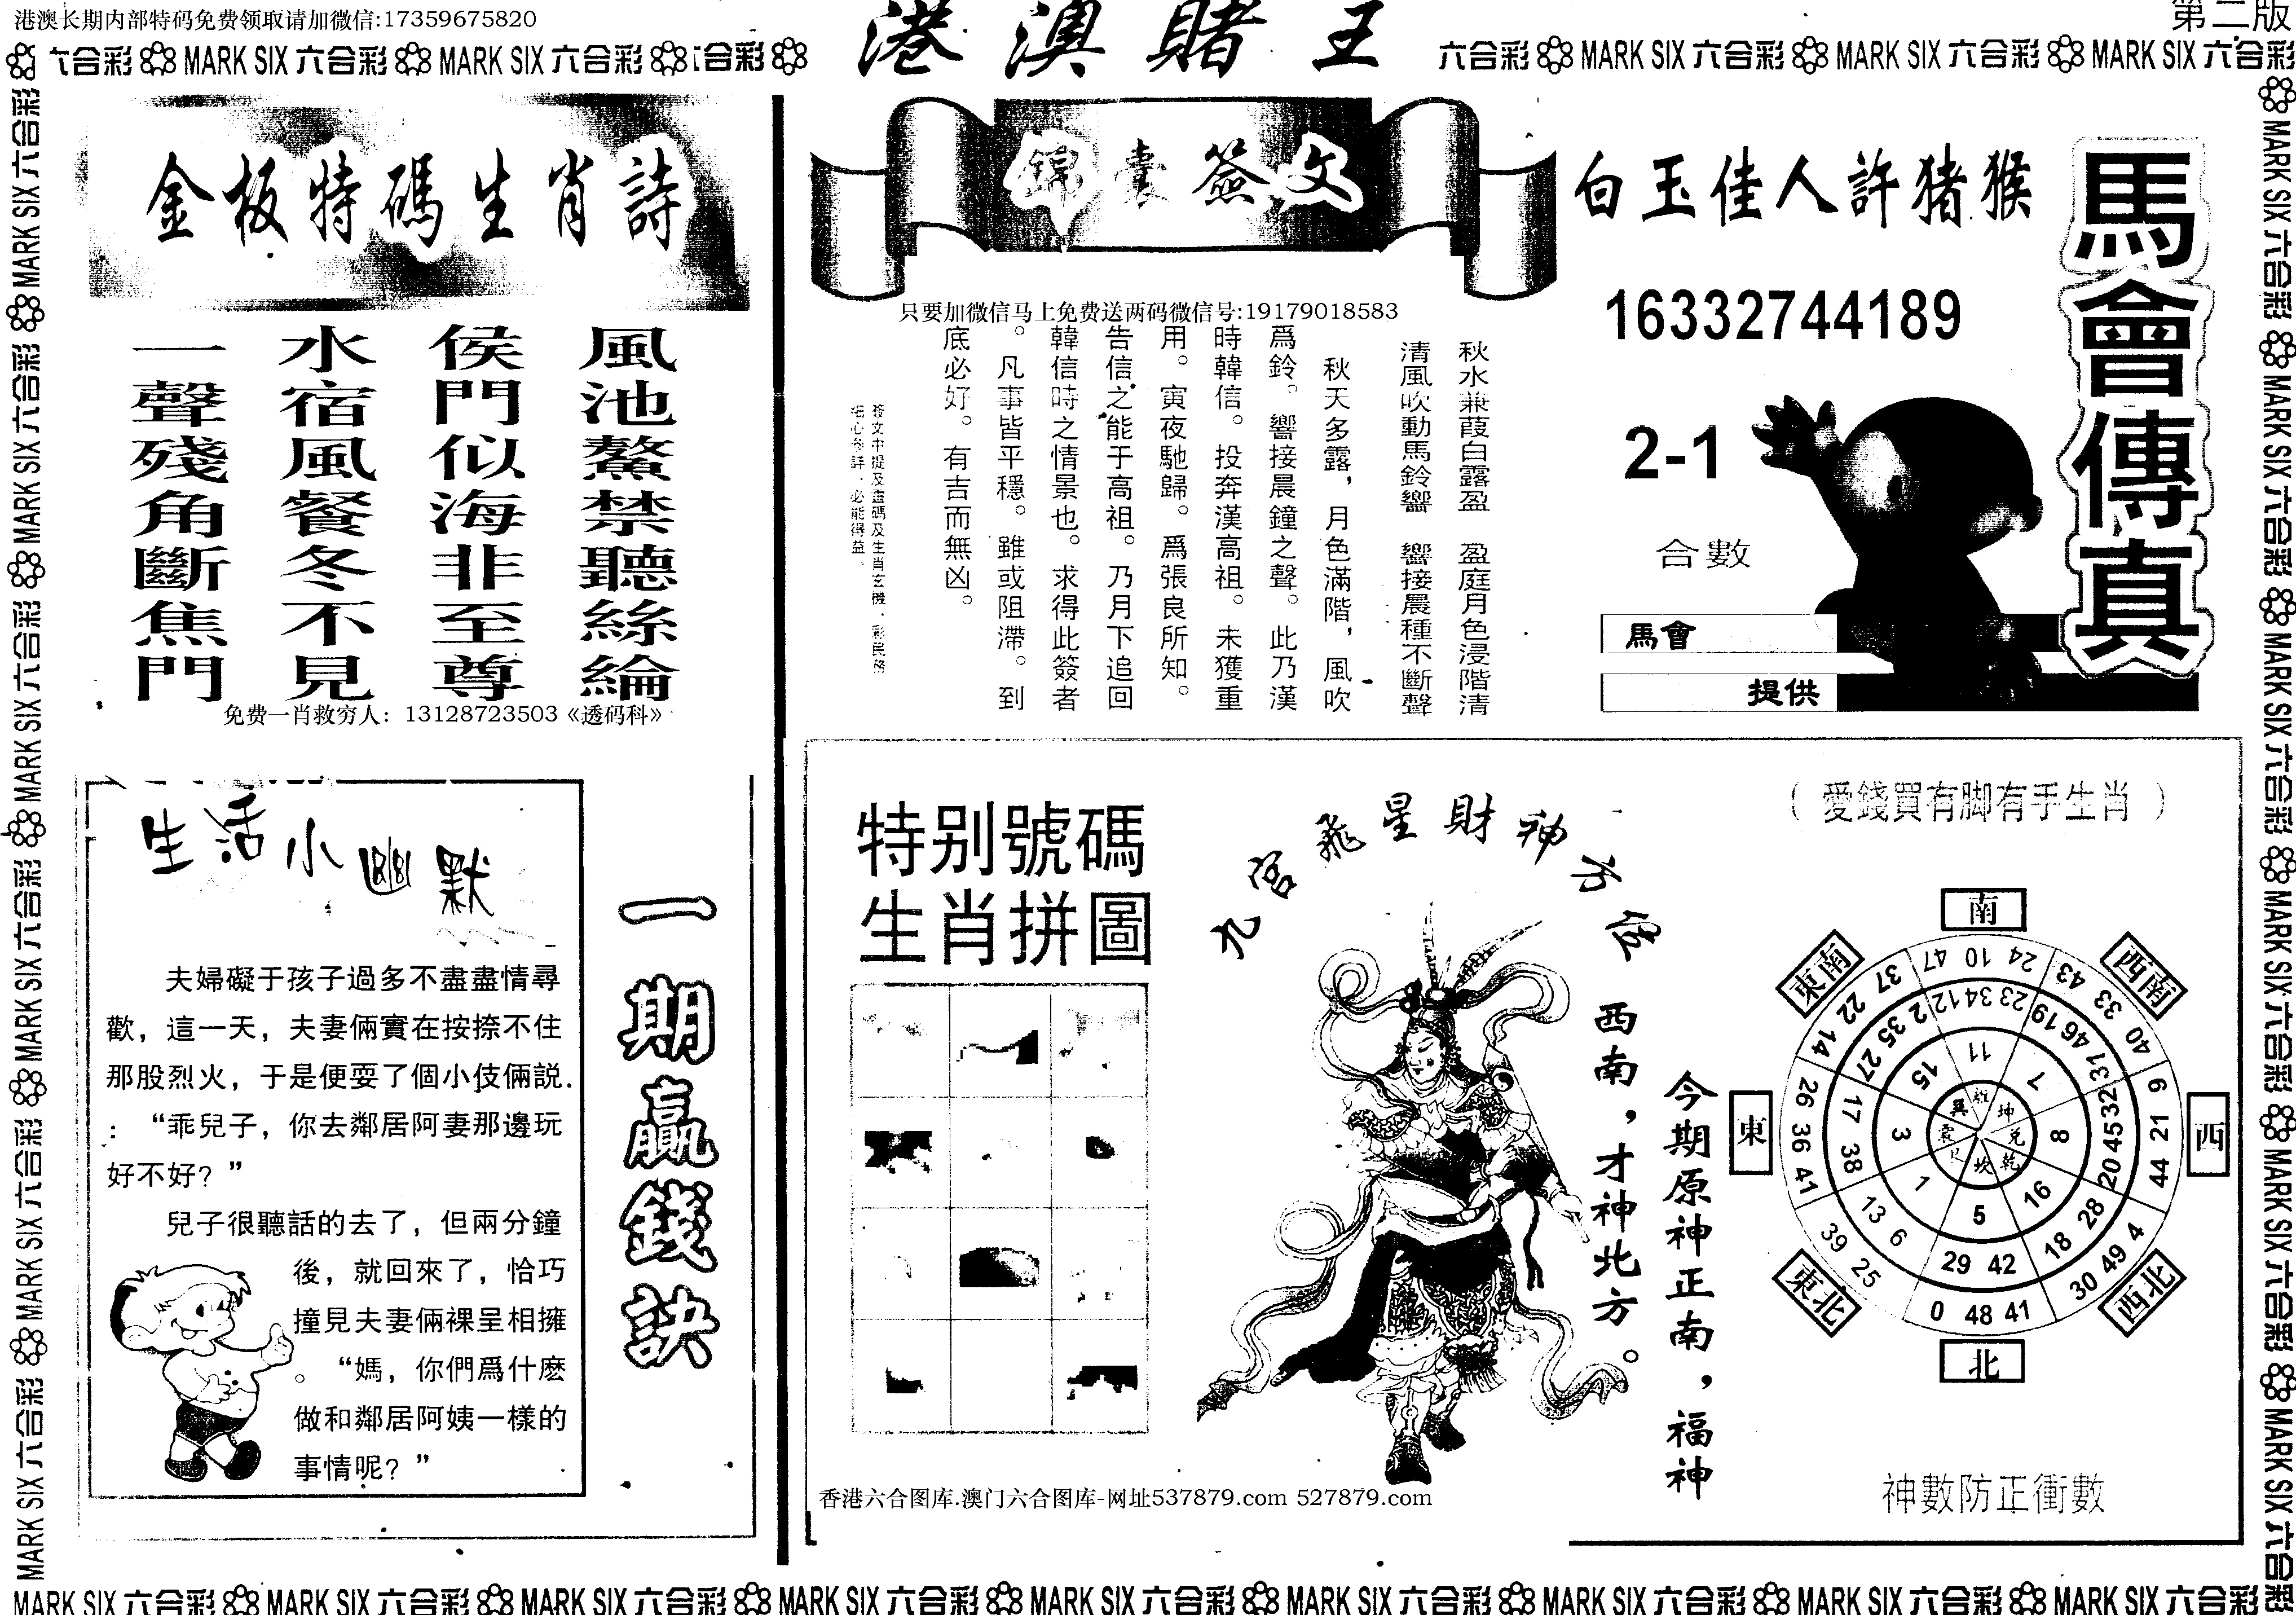 港澳长期内部特码免费领取请加微信:17359675820
港澳賭王
第二版
六合彩 MARK SIX 六合彩 MARK SIX 六合彩 六合彩
六合彩 MARK SIX 六合彩 MARK SIX 六合彩 MARK SIX 六合彩
金板特碼生肖詩
風池鰲禁聽絲綸
侯門似海非至尊
水宿風餐冬不見
一聲殘角斷焦門
免费一肖救穷人：13128723503《透码科》
錦囊簽文
只要加微信马上免费送两码微信号:19179018583
秋水兼葭白露盈 盈庭月色浸階清
清風吹動馬鈴響 響接晨種不斷聲
秋天多露，月色滿階，風吹
爲鈴。響接晨鐘之聲。此乃漢
時韓信。投奔漢高祖。未獲重
用。寅夜馳歸。爲張良所知。
告信之能于高祖。乃月下追回
韓信時之情景也。求得此簽者
。凡事皆平穩。雖或阻滯。到
底必好。有吉而無凶。
簽文中提及靈碼及生肖玄機，彩民務
細心參詳，必能得益。
白玉佳人許猪猴
16332744189
2-1
合數
馬會
提供
馬會傳真
生活小幽默
夫婦礙于孩子過多不盡盡情尋
歡，這一天，夫妻倆實在按捺不住
那股烈火，于是便耍了個小伎倆説.
：“乖兒子，你去鄰居阿妻那邊玩
好不好？”
兒子很聽話的去了，但兩分鐘
後，就回來了，恰巧
撞見夫妻倆裸呈相擁
。“媽，你們爲什麽
做和鄰居阿姨一樣的
事情呢？”
一期贏錢訣
特别號碼
生肖拼圖
九宮飛星財神方位
今期原神正南，福神
西南，才神北方。
（愛錢買有脚有手生肖）
南
東南
西南
東
西
東北
西北
北
47 10 24
43 33 40
9 21 44
4 49 30
41 48 0
25 39
41 36 26
14 22 37
12 34 23
19 46 31
32 45 20
28 18
42 29
6 13
38 17
27 35 2
11
7
8
16
5
1
3
15
坤
兑
乾
坎
艮
震
巽
神數防正衝數
香港六合图库.澳门六合图库-网址537879.com 527879.com
MARK SIX 六合彩 MARK SIX 六合彩 MARK SIX 六合彩 MARK SIX 六合彩 MARK SIX 六合彩 MARK SIX 六合彩 MARK SIX 六合彩 MARK SIX 六合彩 MARK SIX 六合彩
MARK SIX 六合彩 MARK SIX 六合彩 MARK SIX 六合彩 MARK SIX 六合彩 MARK SIX 六合彩 MARK SIX 六合彩
MARK SIX 六合彩 MARK SIX 六合彩 MARK SIX 六合彩 MARK SIX 六合彩 MARK SIX 六合彩 MARK SIX 六合彩